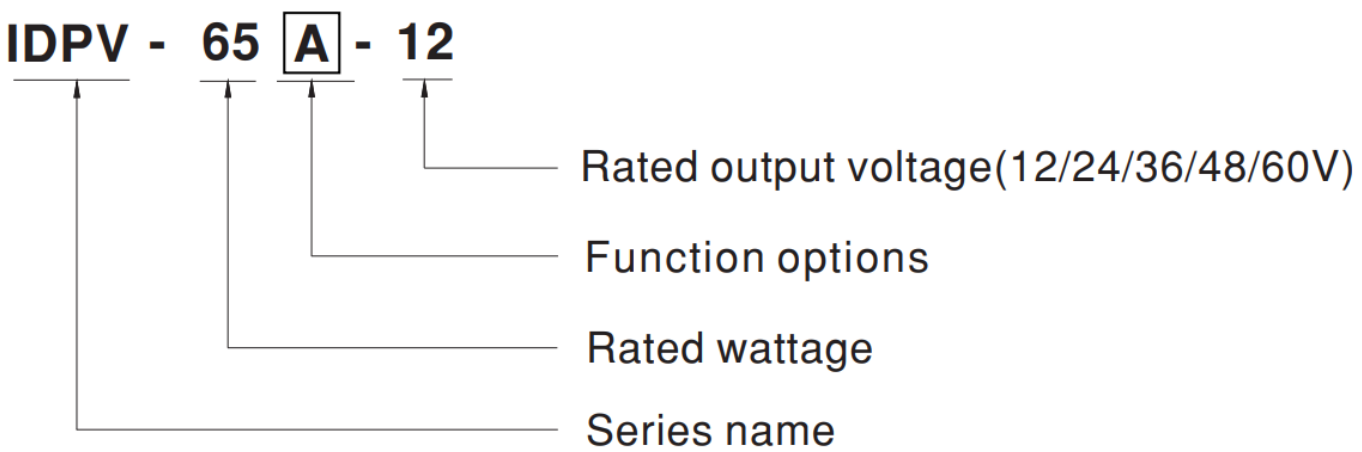 IDPV - 65 A - 12
Rated output voltage(12/24/36/48/60V)
Function options
Rated wattage
Series name